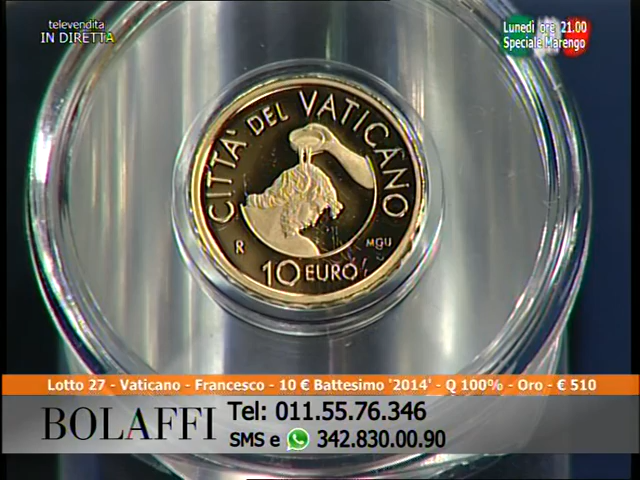 televendita
IN DIRETTA
Lunedì ore 21.00
Speciale Marengo
CITTA' DEL VATICANO
R
MGU
10 EURO
Lotto 27 - Vaticano - Francesco - 10 € Battesimo '2014' - Q 100% - Oro - € 510
BOLAFFI
Tel: 011.55.76.346
SMS e 342.830.00.90